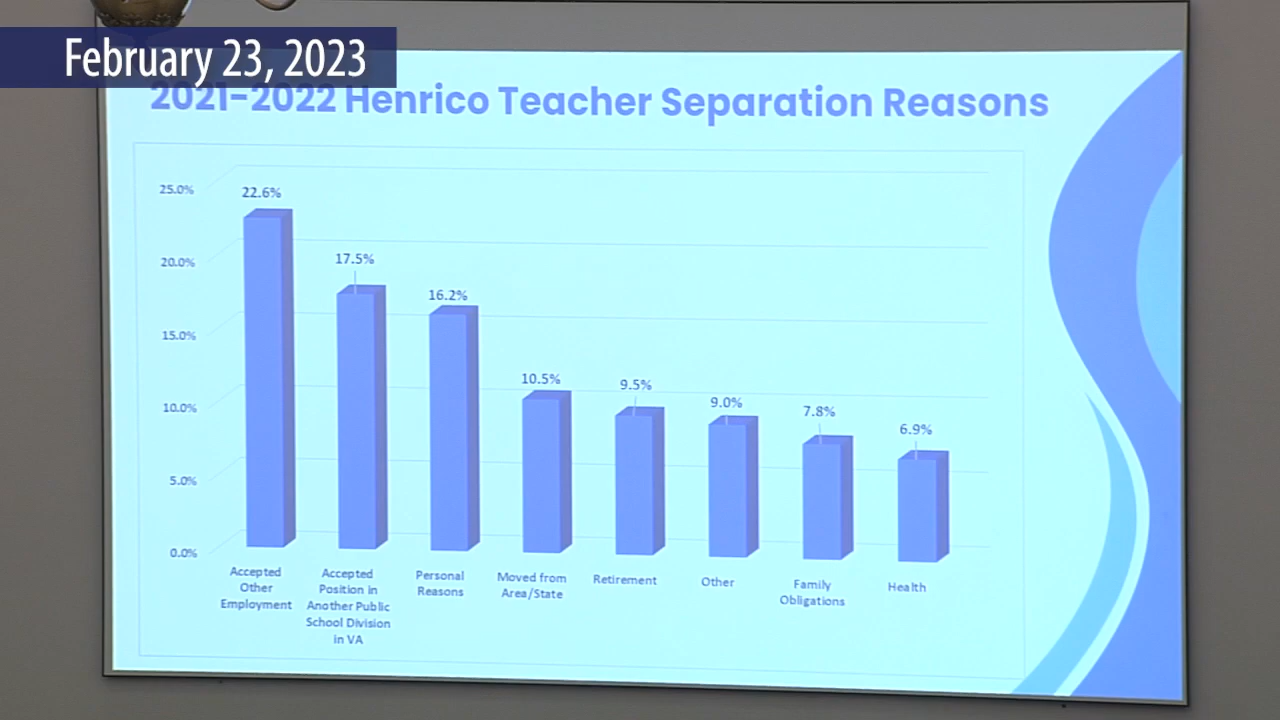 February 23, 2023
2021-2022 Henrico Teacher Separation Reasons
25.0%
20.0%
15.0%
10.0%
5.0%
0.0%
22.6%
17.5%
16.2%
10.5%
9.5%
9.0%
7.8%
6.9%
Accepted
Other
Employment
Accepted
Position in
Another Public
School Division
in VA
Personal
Reasons
Moved from
Area/State
Retirement
Other
Family
Obligations
Health